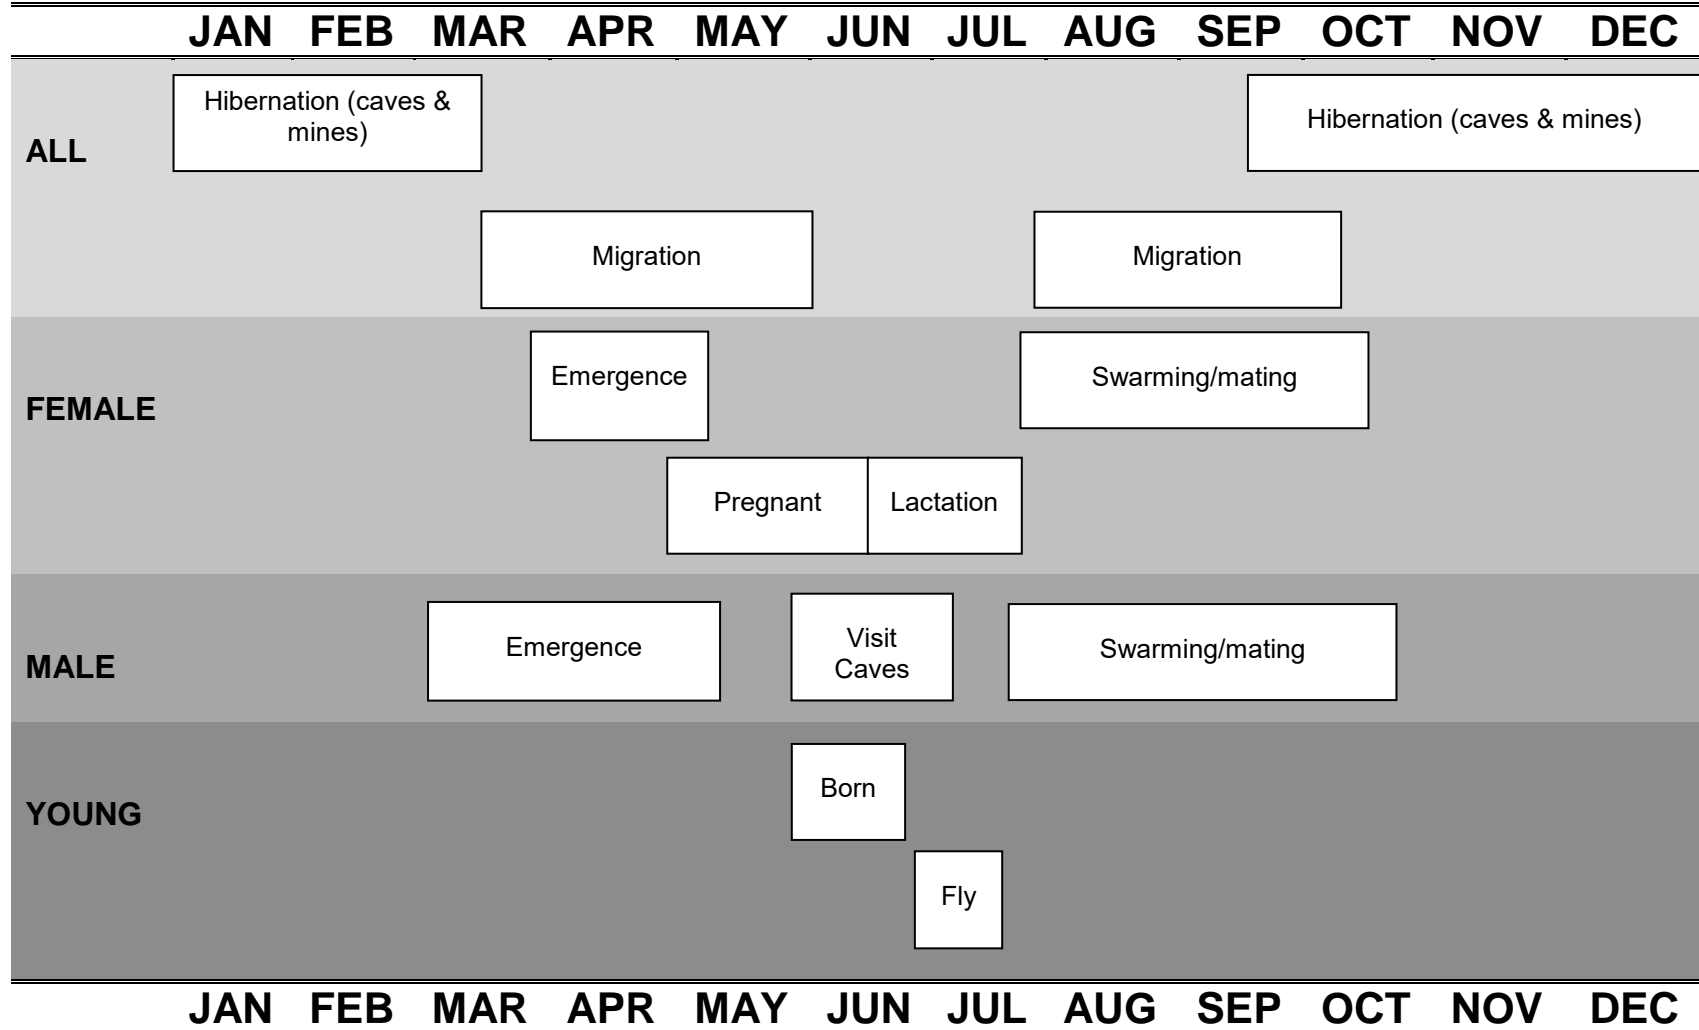 JAN FEB MAR APR MAY JUN JUL AUG SEP OCT NOV DEC
ALL
Hibernation (caves &
mines)
Hibernation (caves & mines)
Migration
Migration
FEMALE
Emergence
Swarming/mating
Pregnant
Lactation
MALE
Emergence
Visit
Caves
Swarming/mating
YOUNG
Born
Fly
JAN FEB MAR APR MAY JUN JUL AUG SEP OCT NOV DEC